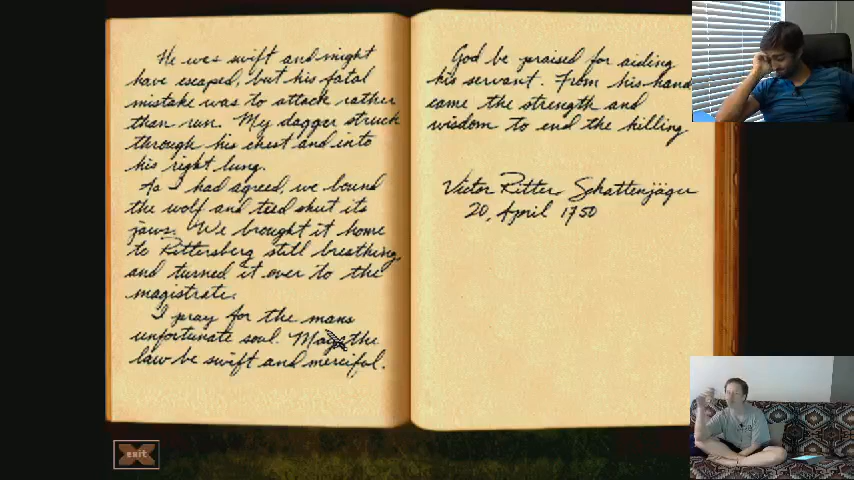 He was swift and might
have escaped, but his fatal
mistake was to attack rather
than run. My dagger struck
through his chest and into
his right lung.
As I had agreed, we bound
the wolf and tied shut its
jaws. We brought it home
to Rittersberg still breathing,
and turned it over to the
magistrate.
I pray for the mans
unfortunate soul. May the
law be swift and merciful.
God be praised for aiding
his servant. From his hand
came the strength and
wisdom to end the killing
Victor Ritter, Schattenjäger
20, April 1750
exit